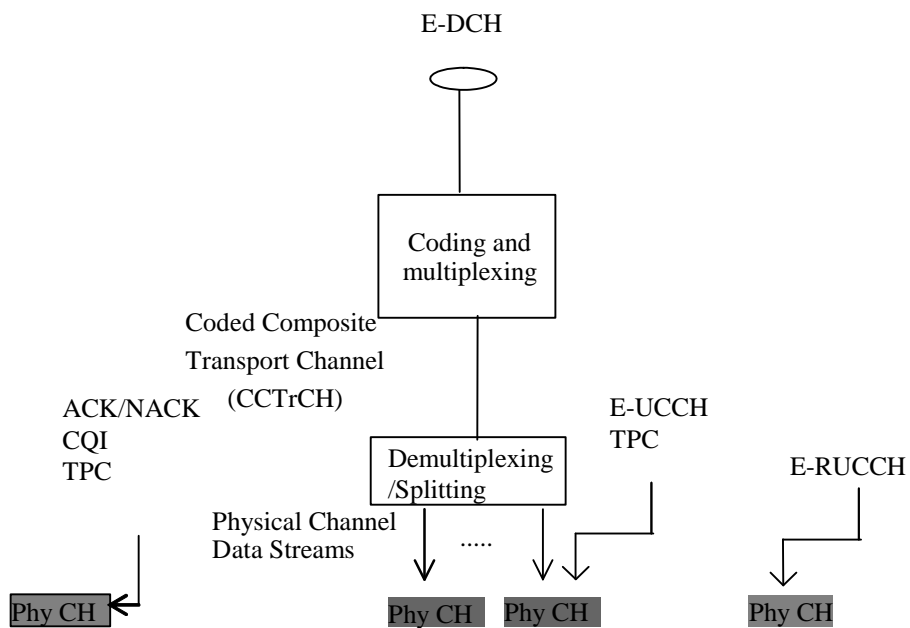 E-DCH
Coding and
multiplexing
Coded Composite
Transport Channel
(CCTrCH)
ACK/NACK
CQI
TPC
E-UCCH
TPC
E-RUCCH
Demultiplexing
/Splitting
Physical Channel
Data Streams
.....
Phy CH
Phy CH
Phy CH
Phy CH